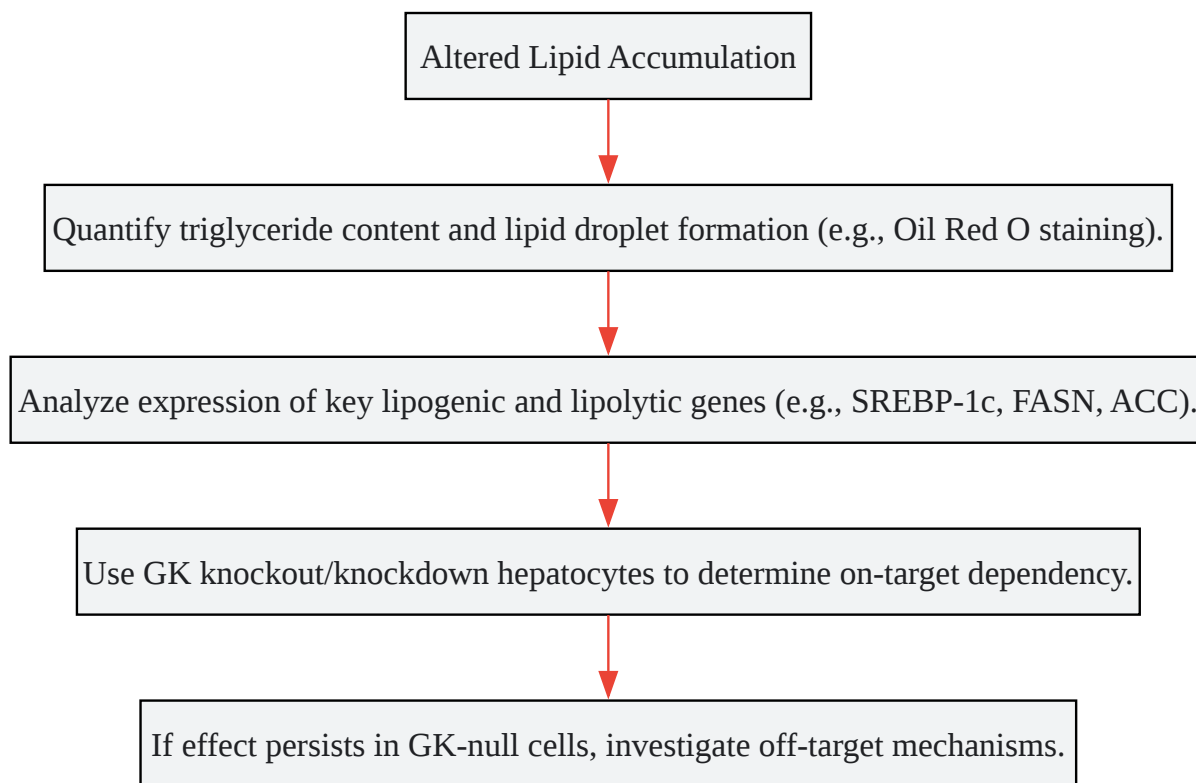 Altered Lipid Accumulation
Quantify triglyceride content and lipid droplet formation (e.g., Oil Red O staining).
Analyze expression of key lipogenic and lipolytic genes (e.g., SREBP-1c, FASN, ACC).
Use GK knockout/knockdown hepatocytes to determine on-target dependency.
If effect persists in GK-null cells, investigate off-target mechanisms.